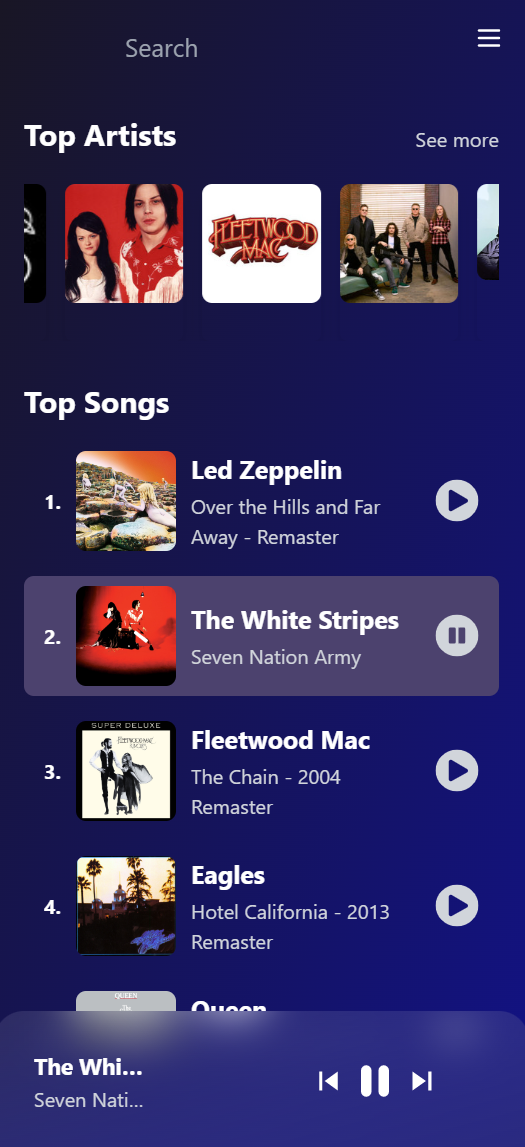 Search
Top Artists
See more
FLEETWOOD
MAC
Top Songs
1.
Led Zeppelin
Over the Hills and Far
Away - Remaster
2.
The White Stripes
Seven Nation Army
SUPER DELUXE
3.
Fleetwood Mac
The Chain - 2004
Remaster
4.
Eagles
Hotel California - 2013
Remaster
QUEEN
The
Queen
The Whi...
Seven Nati...